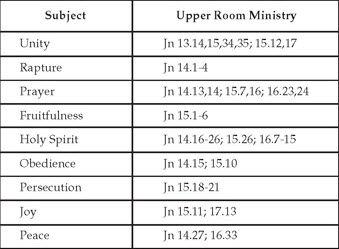 Subject Upper Room Ministry
Unity Jn 13.14,15,34,35; 15.12,17
Rapture Jn 14.1-4
Prayer Jn 14.13,14; 15.7,16; 16.23,24
Fruitfulness Jn 15.1-6
Holy Spirit Jn 14.16-26; 15.26; 16.7-15
Obedience Jn 14.15; 15.10
Persecution Jn 15.18-21
Joy Jn 15.11; 17.13
Peace Jn 14.27; 16.33